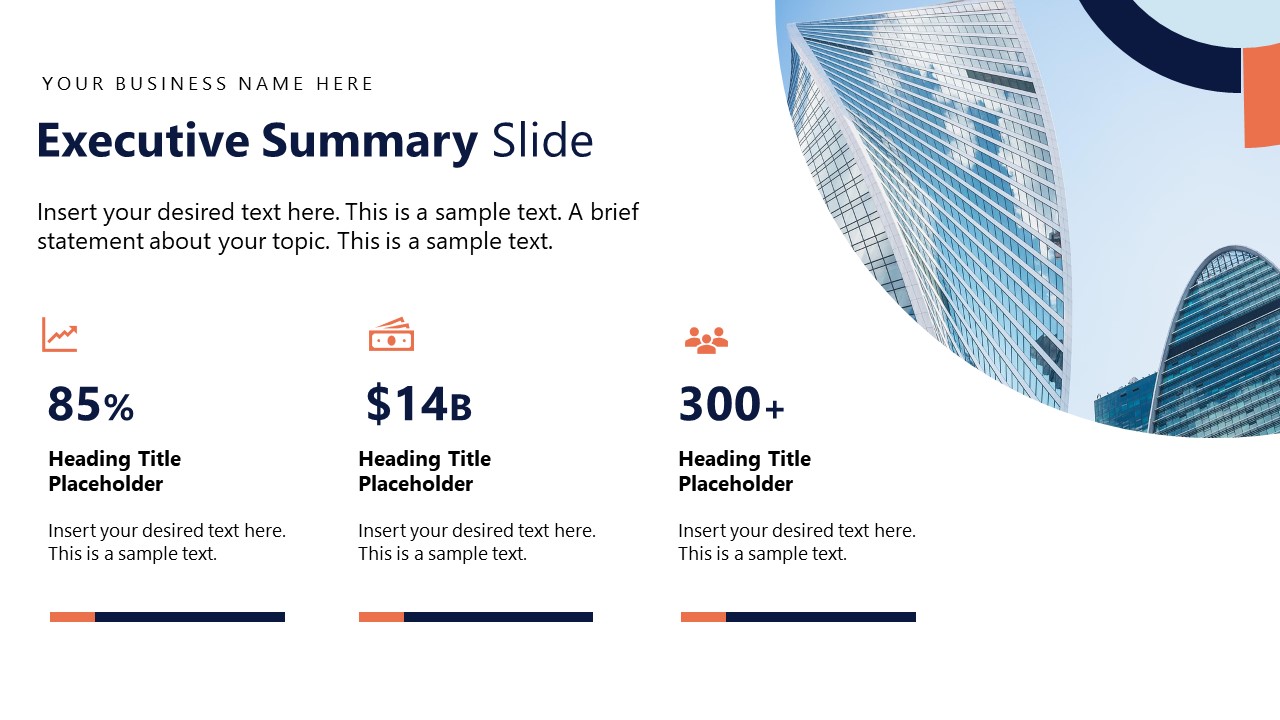 YOUR BUSINESS NAME HERE
Executive Summary Slide
Insert your desired text here. This is a sample text. A brief
statement about your topic. This is a sample text.
85%
Heading Title
Placeholder
Insert your desired text here.
This is a sample text.
$14B
Heading Title
Placeholder
Insert your desired text here.
This is a sample text.
300+
Heading Title
Placeholder
Insert your desired text here.
This is a sample text.